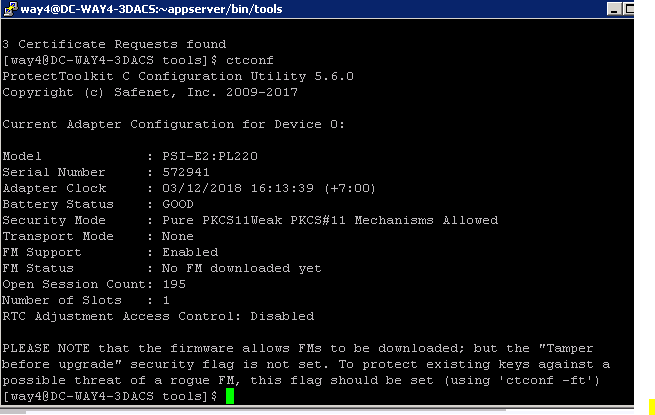 way4@DC-WAY4-3DACS:~appserver/bin/tools
3 Certificate Requests found
[way4@DC-WAY4-3DACS tools]$ ctconf
ProtectToolkit C Configuration Utility 5.6.0
Copyright (c) Safenet, Inc. 2009-2017
Current Adapter Configuration for Device 0:
Model : PSI-E2:PL220
Serial Number : 572941
Adapter Clock : 03/12/2018 16:13:39 (+7:00)
Battery Status : GOOD
Security Mode : Pure PKCS11Weak PKCS#11 Mechanisms Allowed
Transport Mode : None
FM Support : Enabled
FM Status : No FM downloaded yet
Open Session Count: 195
Number of Slots : 1
RTC Adjustment Access Control: Disabled
PLEASE NOTE that the firmware allows FMs to be downloaded; but the "Tamper
before upgrade" security flag is not set. To protect existing keys against a
possible threat of a rogue FM, this flag should be set (using 'ctconf -ft')
[way4@DC-WAY4-3DACS tools]$